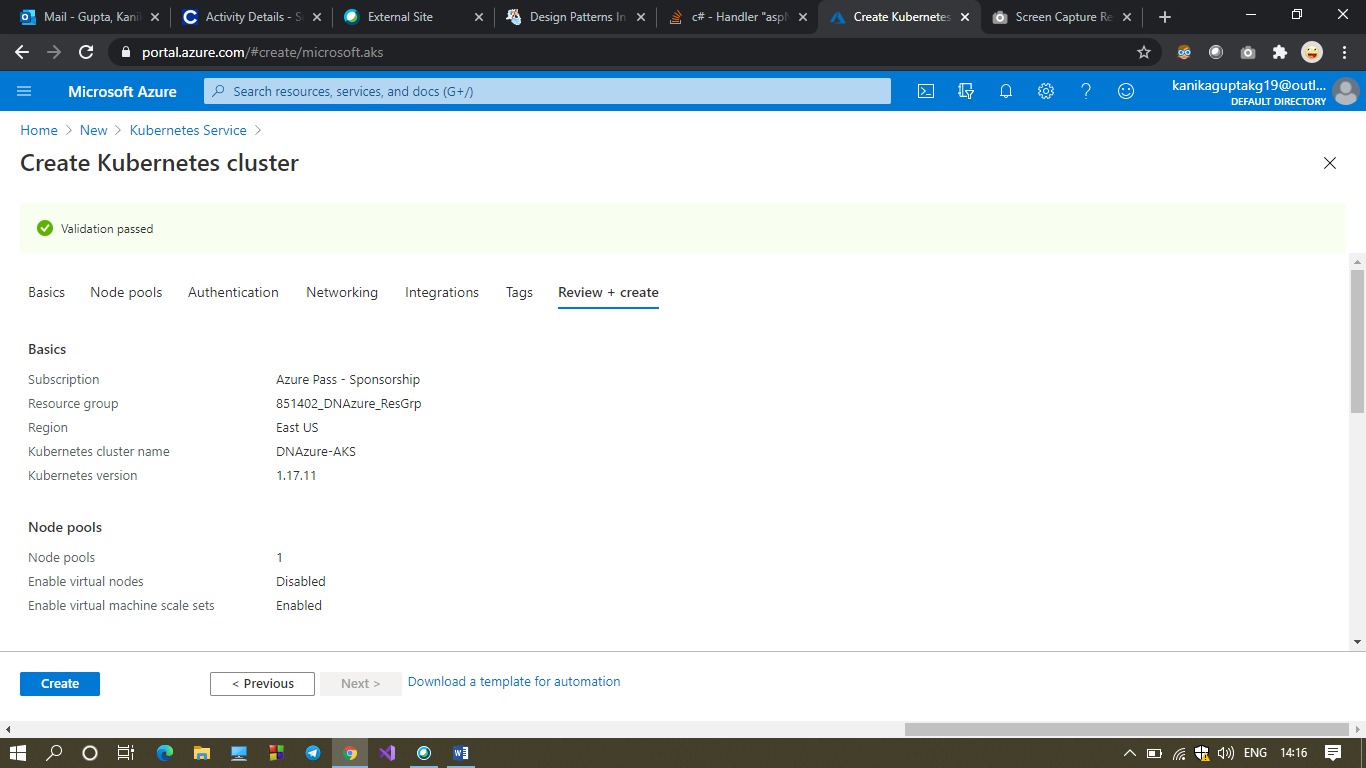 Mail - Gupta, Kani
Activity Details - S
External Site
Design Patterns In
c# - Handler "asp
Create Kubernetes
Screen Capture Re
portal.azure.com/#create/microsoft.aks
Microsoft Azure
Search resources, services, and docs (G+/)
kanikaguptakg19@outl...
DEFAULT DIRECTORY
Home > New > Kubernetes Service >
Create Kubernetes cluster
Validation passed
Basics Node pools Authentication Networking Integrations Tags Review + create
Basics
Subscription Azure Pass - Sponsorship
Resource group 851402_DNAzure_ResGrp
Region East US
Kubernetes cluster name DNAzure-AKS
Kubernetes version 1.17.11
Node pools
Node pools 1
Enable virtual nodes Disabled
Enable virtual machine scale sets Enabled
Create < Previous Next > Download a template for automation
ENG 14:16